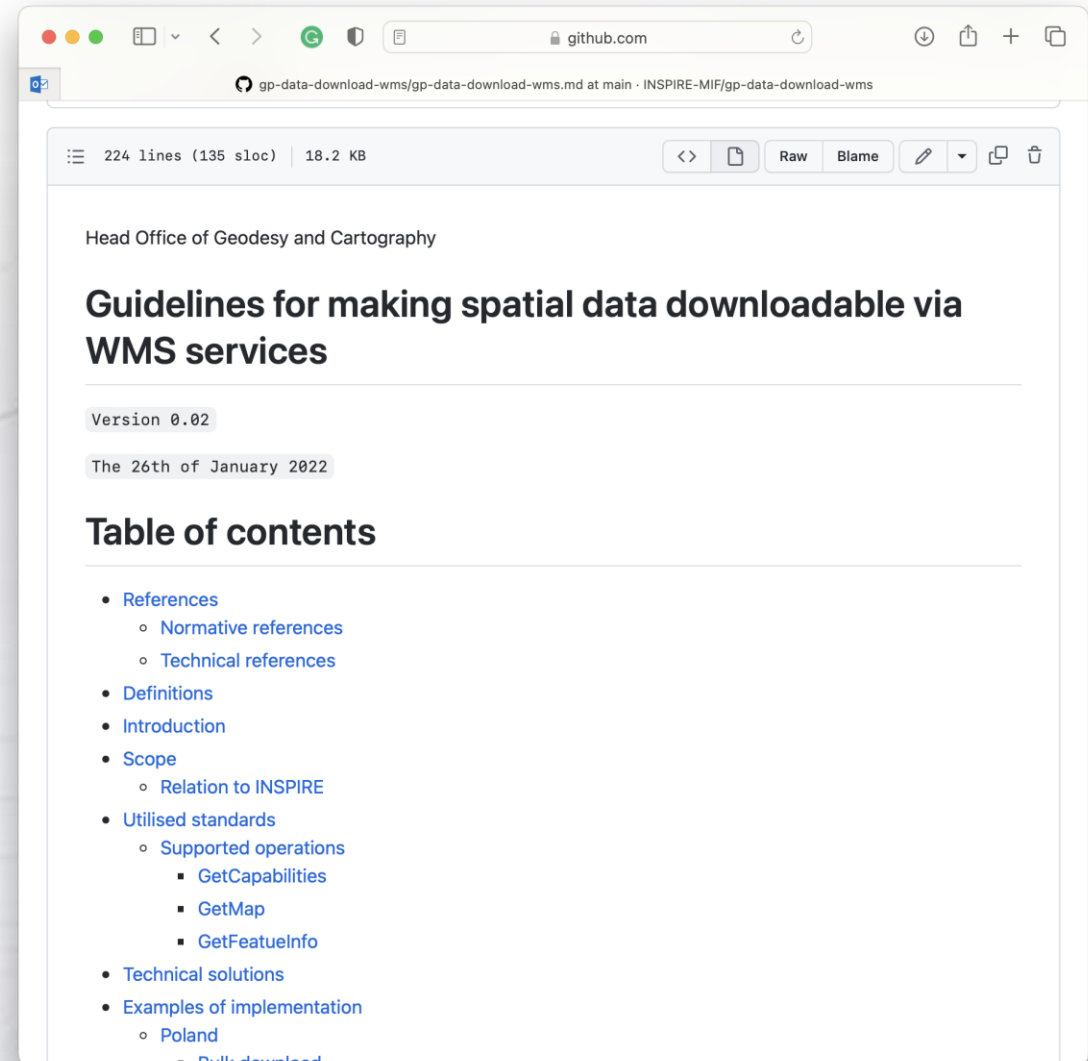 github.com
gp-data-download-wms/gp-data-download-wms.md at main · INSPIRE-MIF/gp-data-download-wms
224 lines (135 sloc) 18.2 KB
Raw Blame
Head Office of Geodesy and Cartography
Guidelines for making spatial data downloadable via
WMS services
Version 0.02
The 26th of January 2022
Table of contents
References
Normative references
Technical references
Definitions
Introduction
Scope
Relation to INSPIRE
Utilised standards
Supported operations
GetCapabilities
GetMap
GetFeatueInfo
Technical solutions
Examples of implementation
Poland
Bulk download